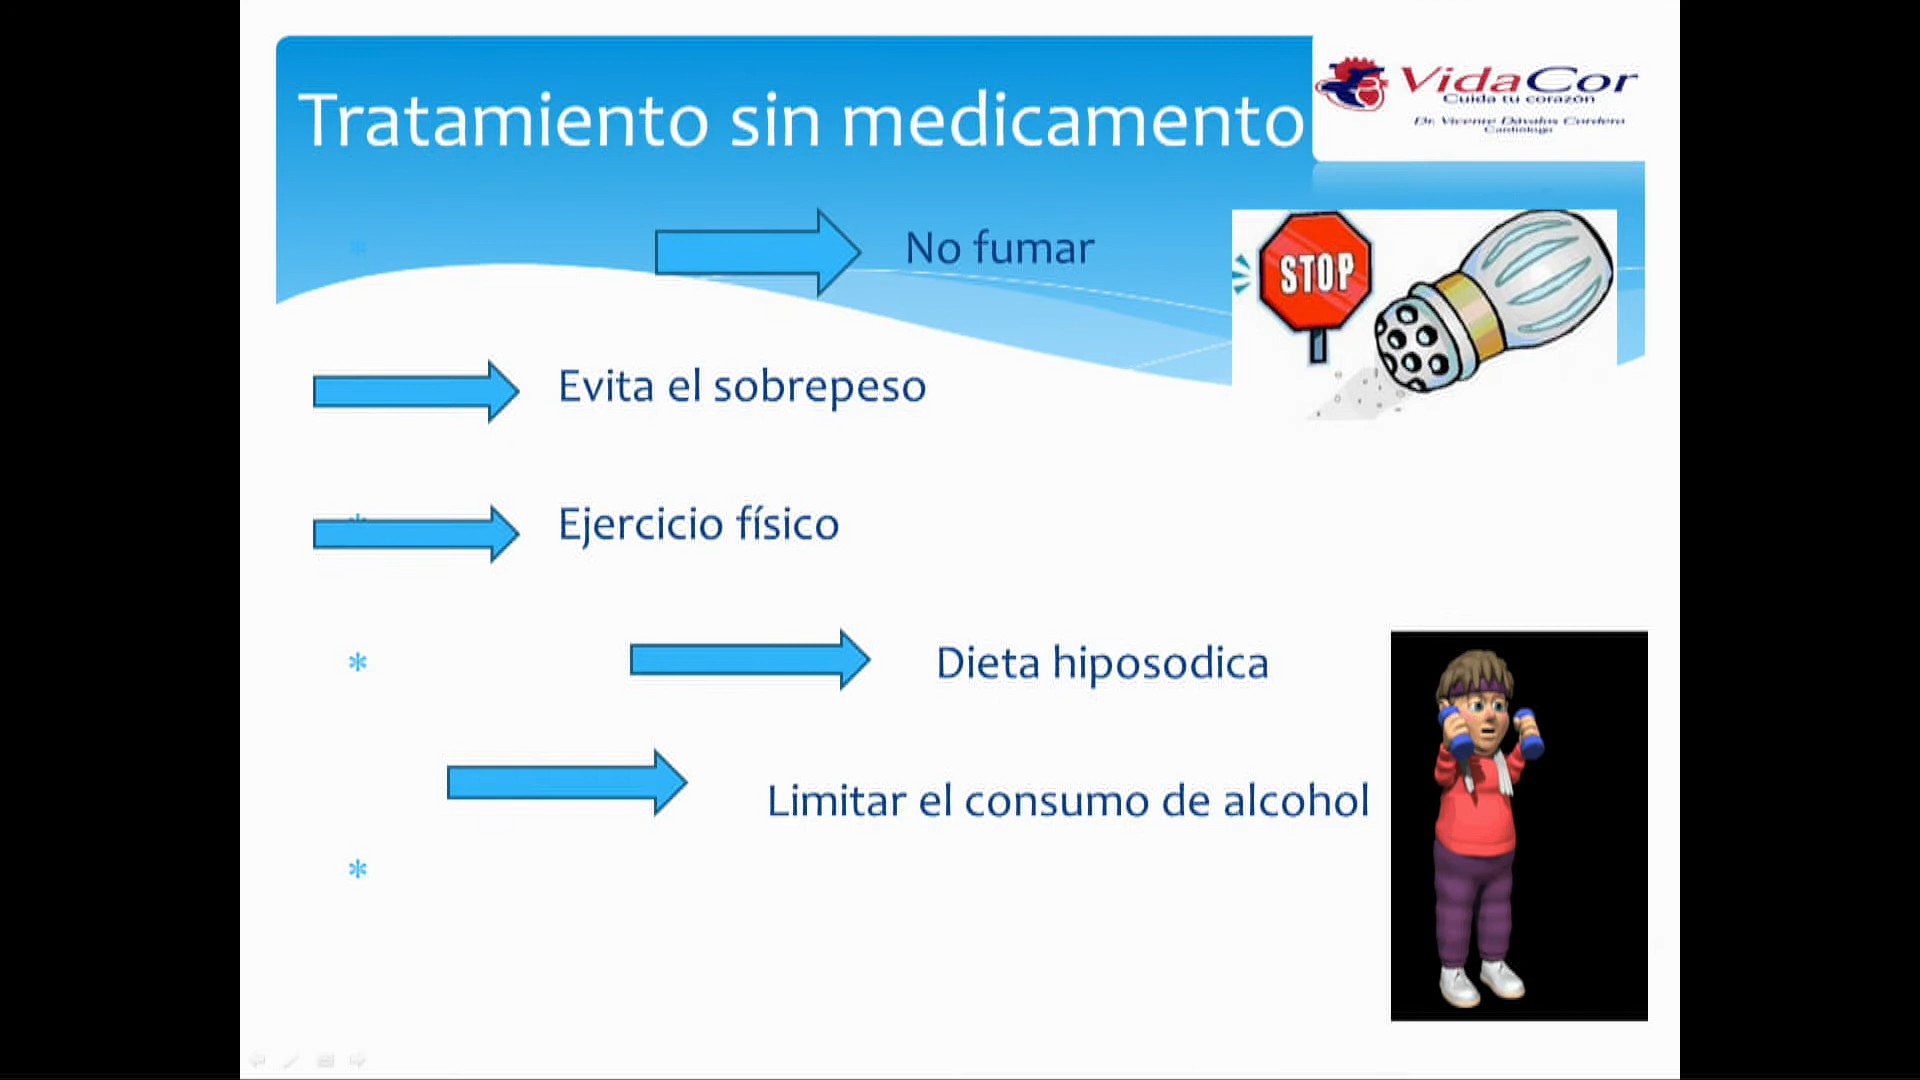 Tratamiento sin medicamento
VidaCor
Cuida tu corazón
Dr. Vicente Dávalos Cordero
Cardiólogo
* No fumar
STOP
Evita el sobrepeso
Ejercicio físico
* Dieta hiposodica
Limitar el consumo de alcohol
*